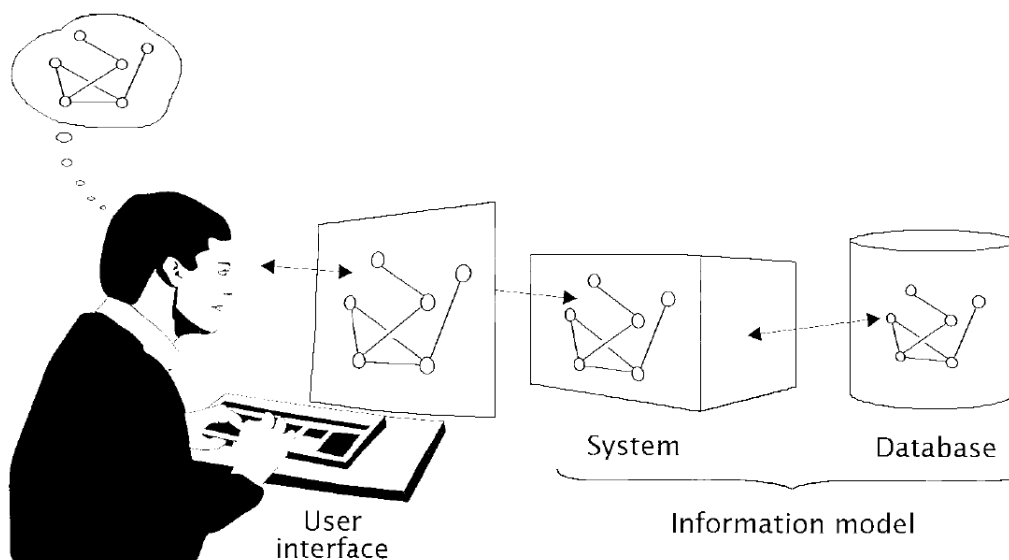 System
Database
User
interface
Information model